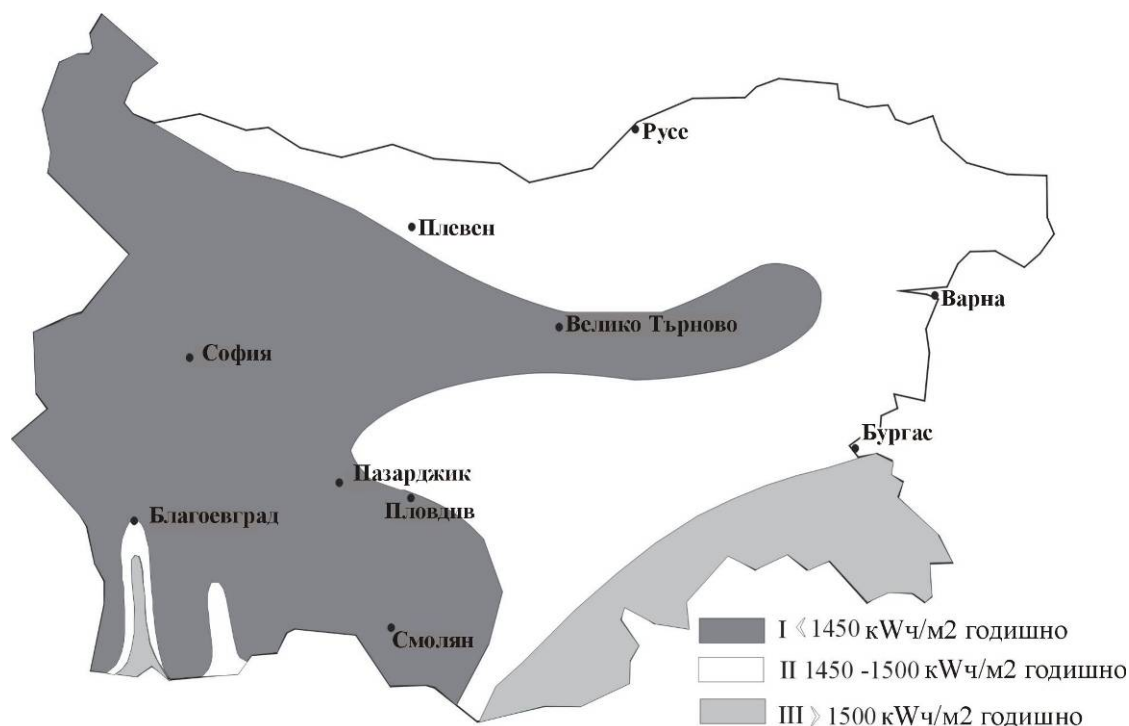 Русс
Плевен
Варна
Велико Търново
София
Бургас
Пазарджик
Пловдив
Благоевград
Смолян
I < 1450 кWч/м2 годишно
II 1450 -1500 кWч/м2 годишно
III > 1500 кWч/м2 годишно